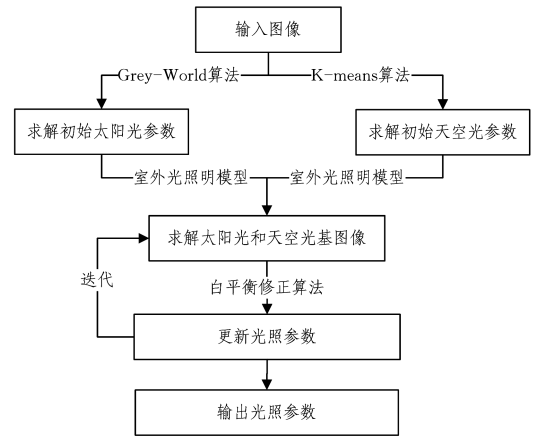 输入图像
Grey-World算法
K-means算法
求解初始太阳光参数
求解初始天空光参数
室外光照明模型
室外光照明模型
求解太阳光和天空光基图像
迭代
白平衡修正算法
更新光照参数
输出光照参数